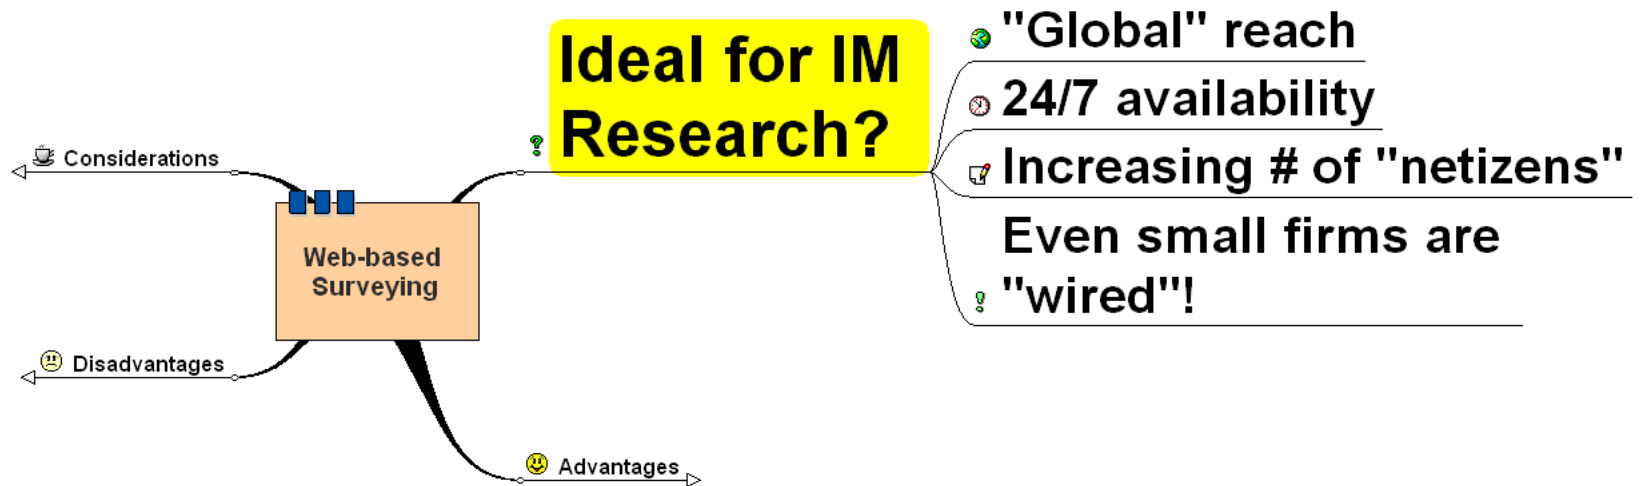 Ideal for IM
Research?
"Global" reach
24/7 availability
Increasing # of "netizens"
Even small firms are
"wired"!
Considerations
Web-based
Surveying
Disadvantages
Advantages